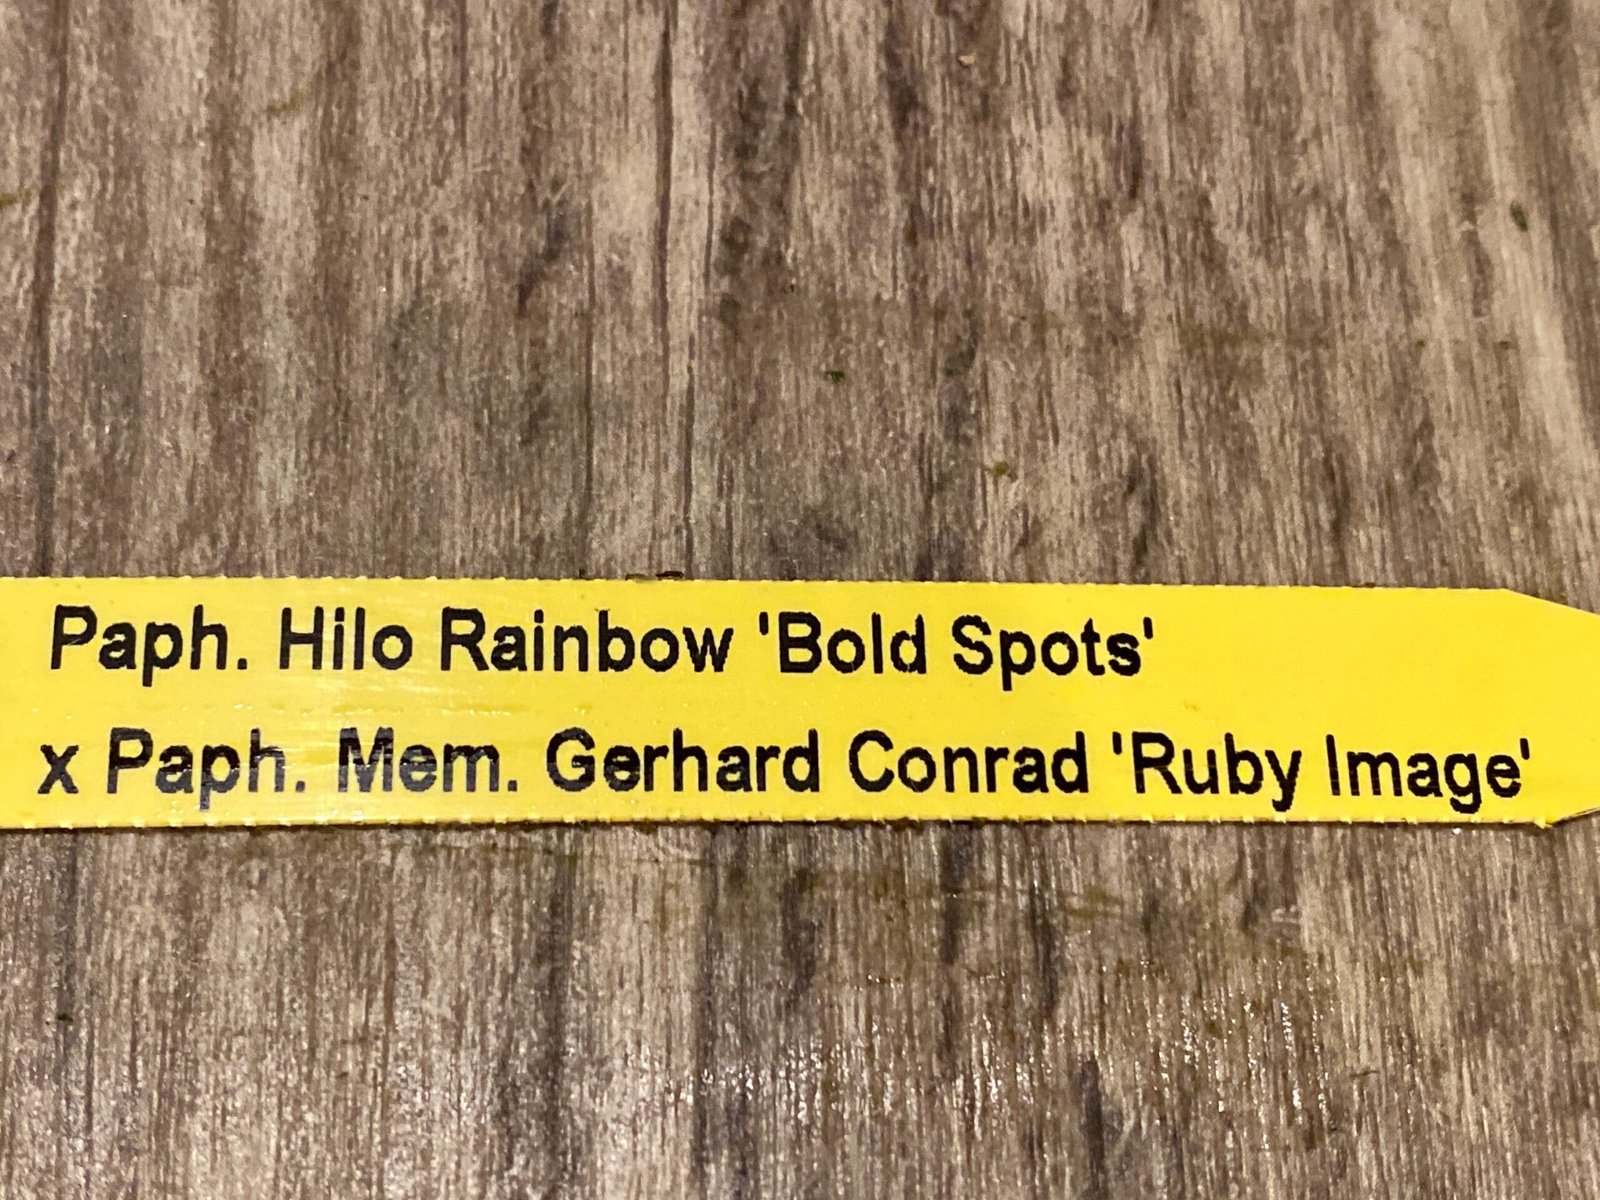 Paph. Hilo Rainbow 'Bold Spots'
x Paph. Mem. Gerhard Conrad 'Ruby Image'